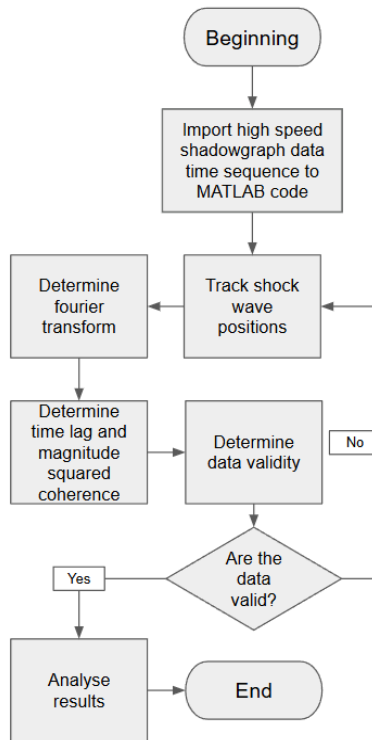 Beginning
Import high speed
shadowgraph data
time sequence to
MATLAB code
Track shock
wave
positions
Determine
fourier
transform
Determine
time lag and
magnitude
squared
coherence
Determine
data validity
No
Are the
data
valid?
Yes
Analyse
results
End